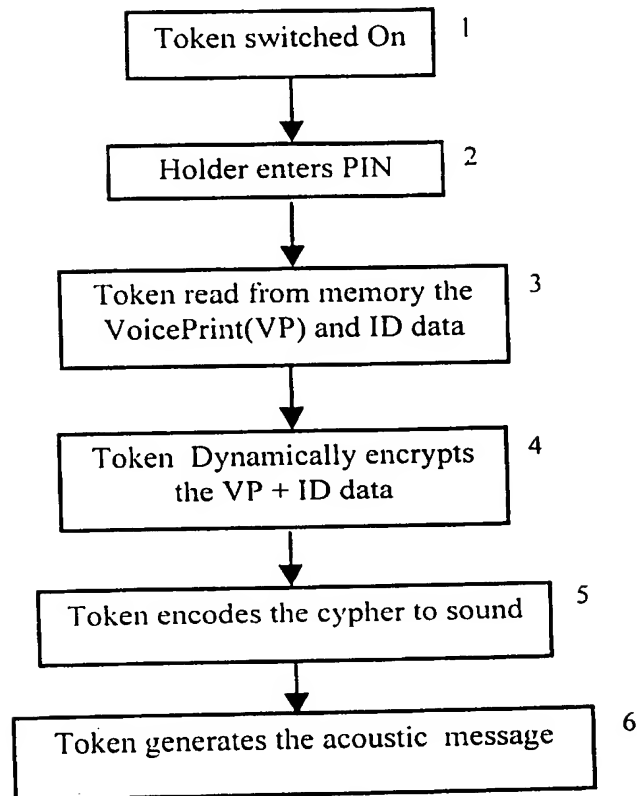 Token switched On 1
Holder enters PIN 2
Token read from memory the 3
VoicePrint(VP) and ID data
Token Dynamically encrypts 4
the VP + ID data
Token encodes the cypher to sound 5
Token generates the acoustic message 6